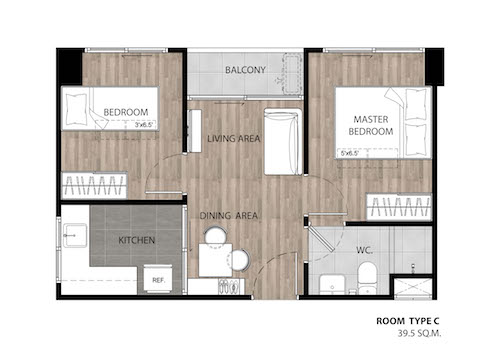 BALCONY
BEDROOM
3'x6.5'
MASTER
BEDROOM
5'x6.5'
LIVING AREA
DINING AREA
KITCHEN
REF.
WC.
ROOM TYPE C
39.5 SQ.M.